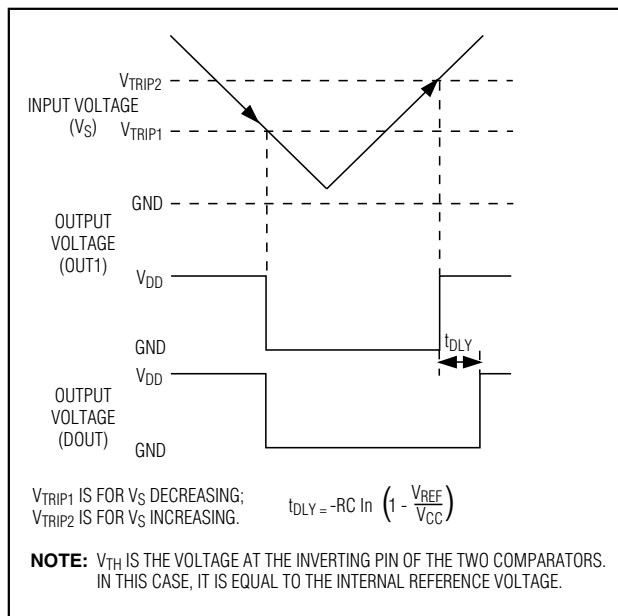 VTRIP2
INPUT VOLTAGE
(VS)
VTRIP1
GND
OUTPUT
VOLTAGE
(OUT1)
VDD
GND
tDLY
VDD
OUTPUT
VOLTAGE
(DOUT)
GND
VTRIP1 IS FOR VS DECREASING;
VTRIP2 IS FOR VS INCREASING.
tDLY = -RC In (1 - VREF/VCC)
NOTE: VTH IS THE VOLTAGE AT THE INVERTING PIN OF THE TWO COMPARATORS.
IN THIS CASE, IT IS EQUAL TO THE INTERNAL REFERENCE VOLTAGE.